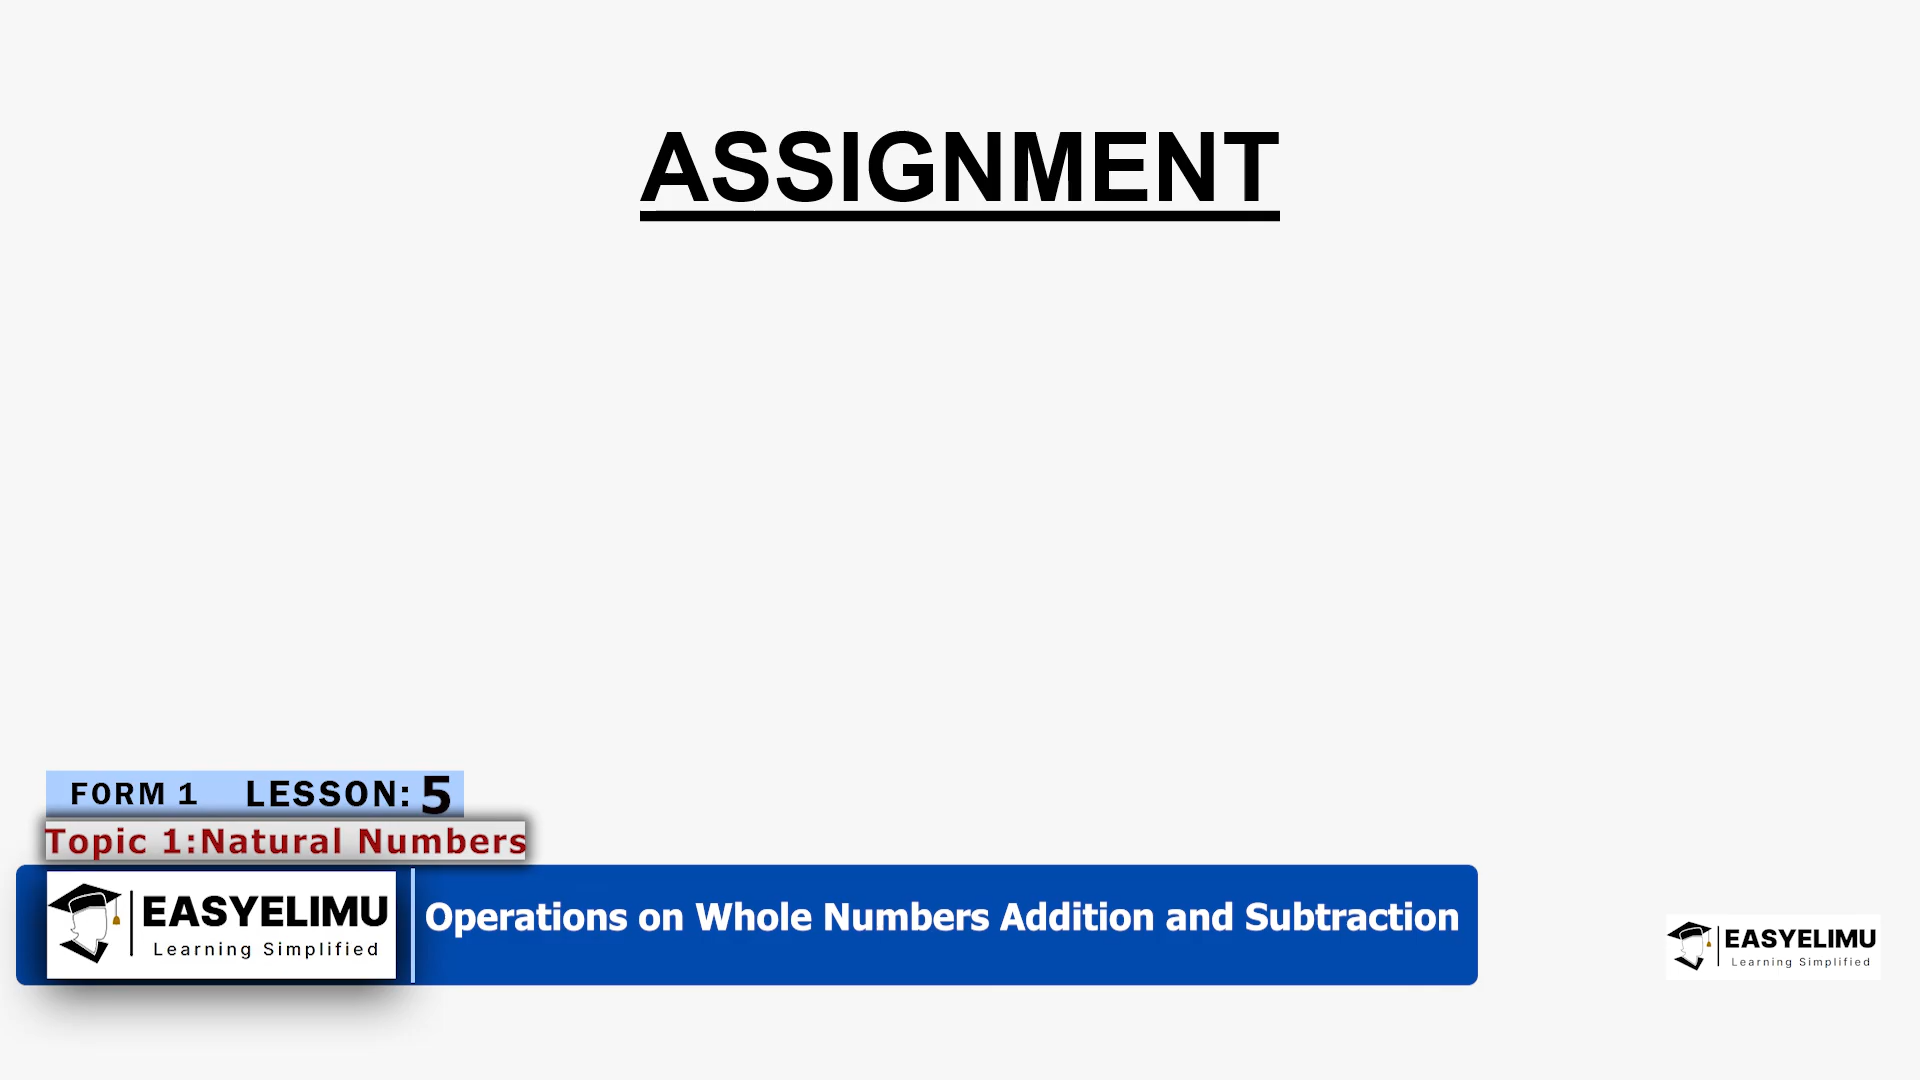 ASSIGNMENT
FORM 1 LESSON: 5
Topic 1:Natural Numbers
EASYELIMU
Learning Simplified
Operations on Whole Numbers Addition and Subtraction
EASYELIMU
Learning Simplified